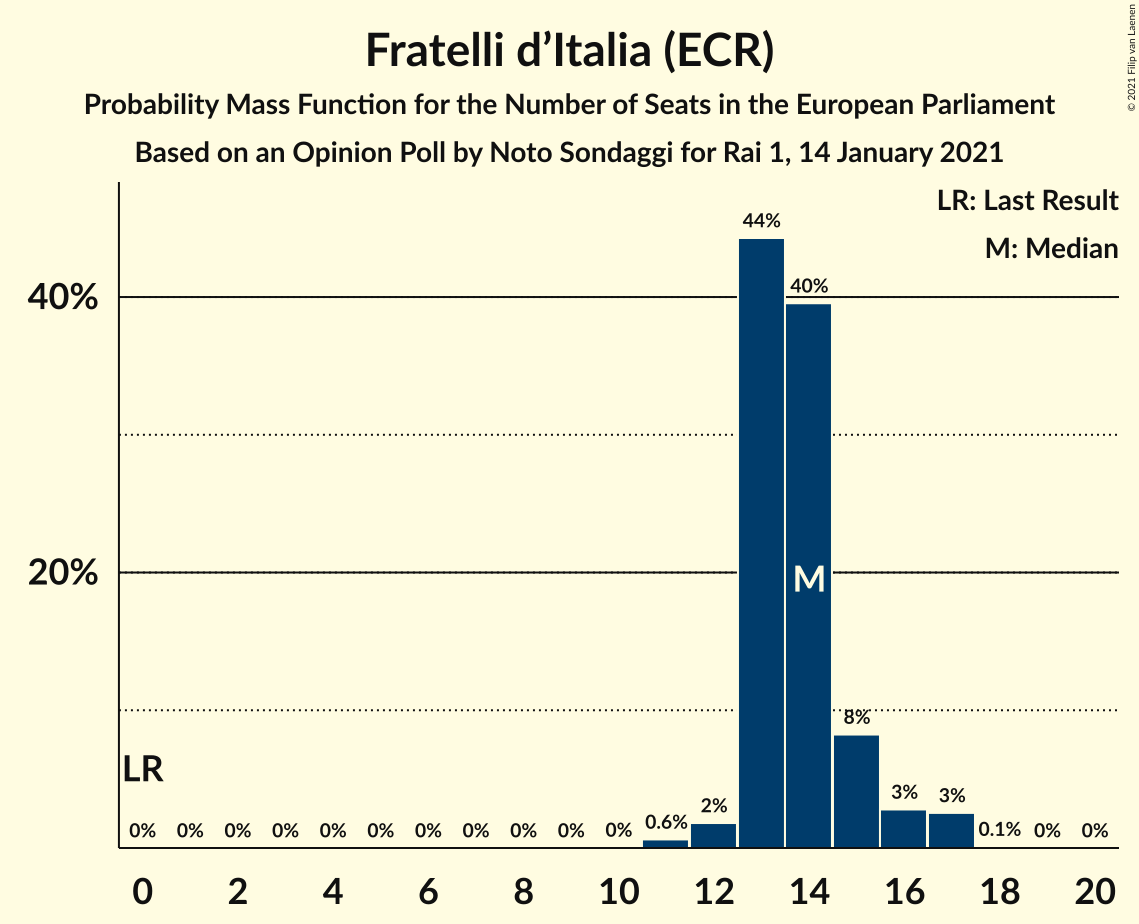 Fratelli d’Italia (ECR)
Probability Mass Function for the Number of Seats in the European Parliament
Based on an Opinion Poll by Noto Sondaggi for Rai 1, 14 January 2021
© 2021 Filip van Laenen
LR: Last Result
M: Median
44%
40%
40%
20%
M
8%
LR
0% 0% 0% 0% 0% 0% 0% 0% 0% 0% 0% 0.6% 2% 3% 3% 0.1% 0% 0%
0 2 4 6 8 10 12 14 16 18 20